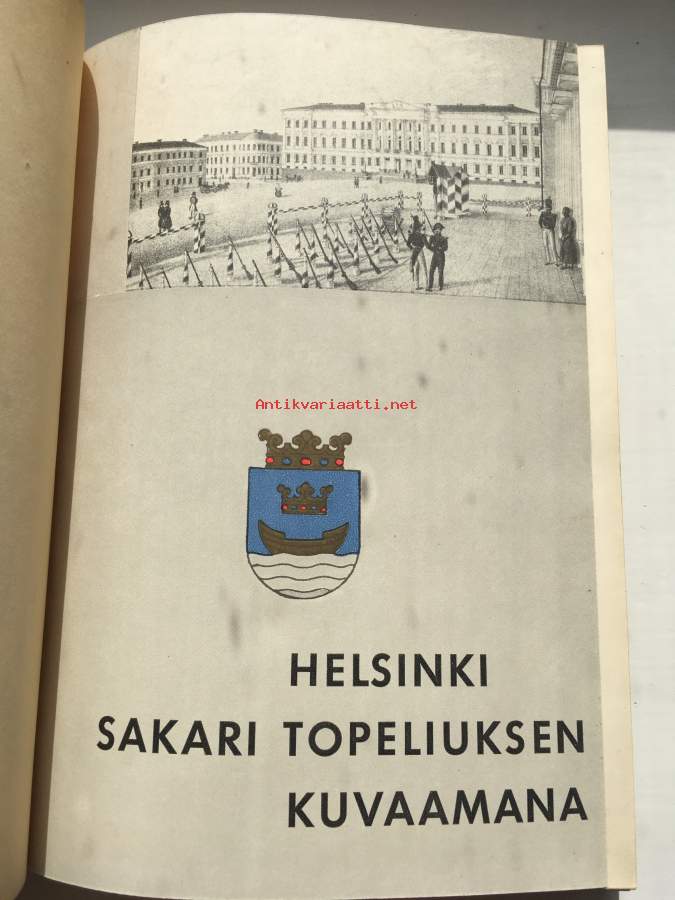 Antikvariaatti.net
HELSINKI
SAKARI TOPELIUKSEN
KUVAAMANA